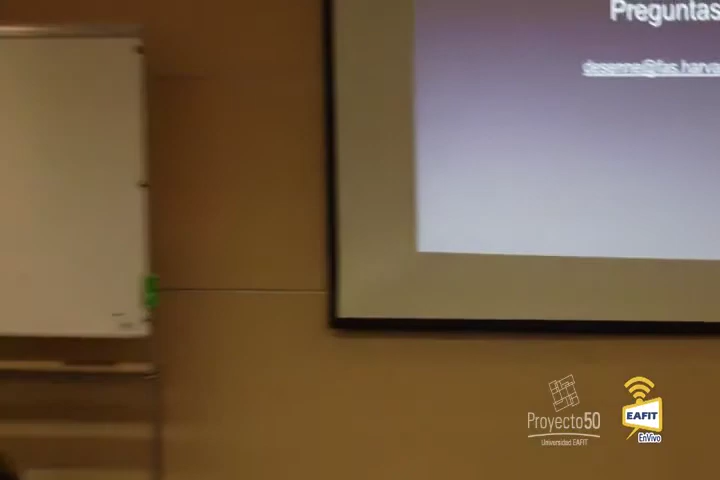 Preguntas
Proyecto50
Universidad EAFIT
EAFIT
EnVivo